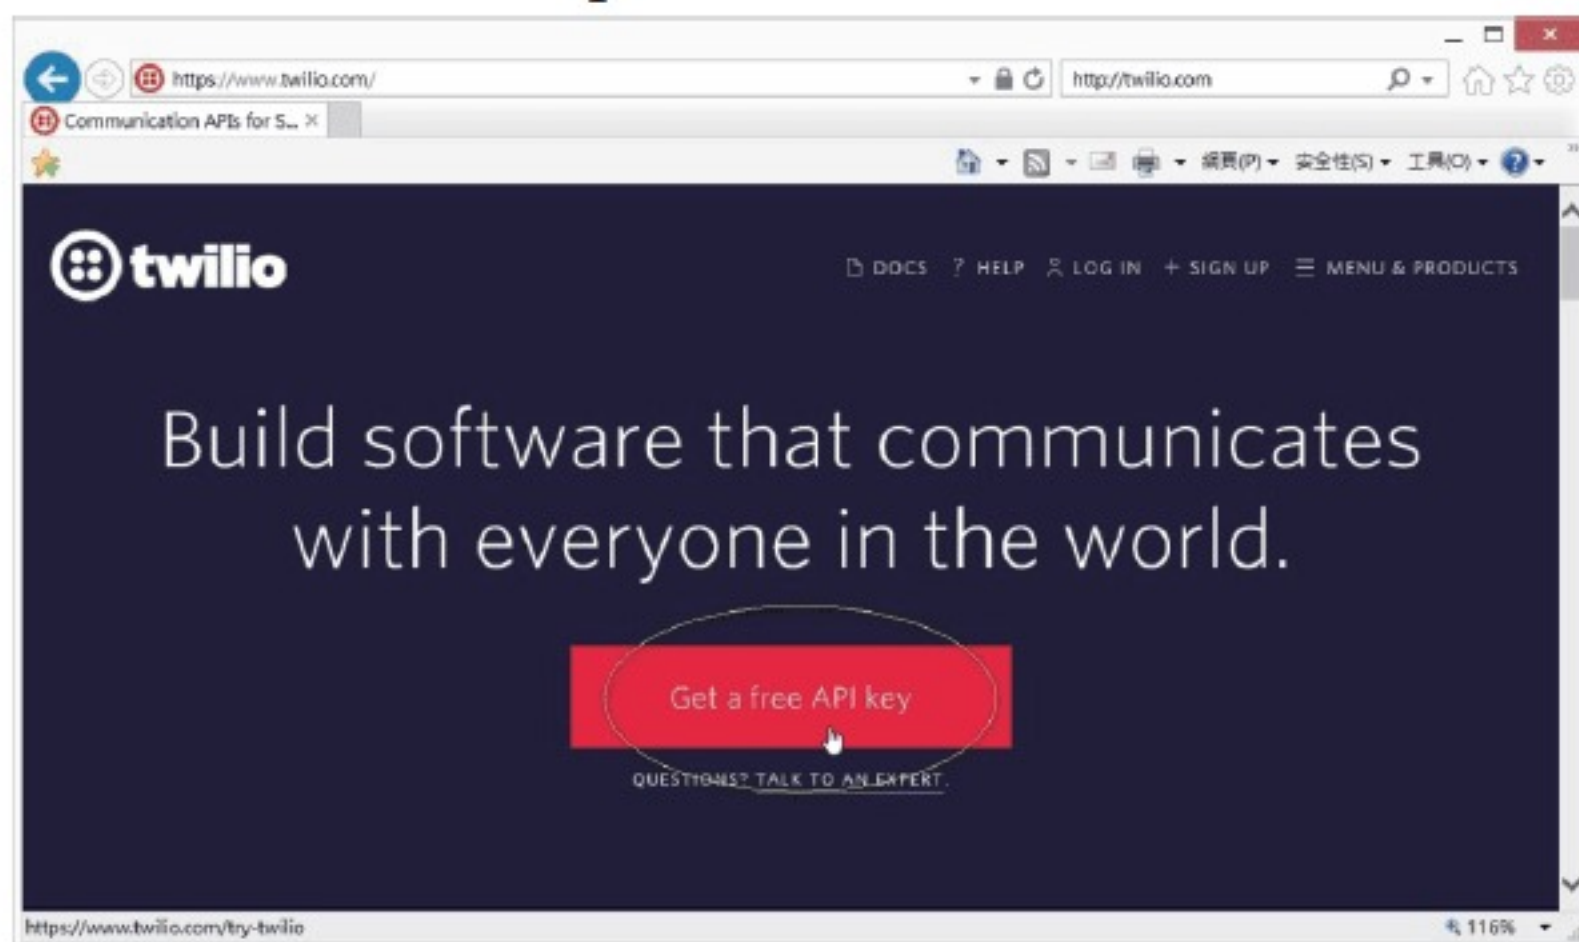 https://www.twilio.com/
http://twilio.com
Communication APIs for S...
網頁(P)
安全性(S)
工具(O)
twilio
DOCS
? HELP
LOG IN
+ SIGN UP
MENU & PRODUCTS
Build software that communicates
with everyone in the world.
Get a free API key
QUESTIONS? TALK TO AN EXPERT.
https://www.twilio.com/try-twilio
116%